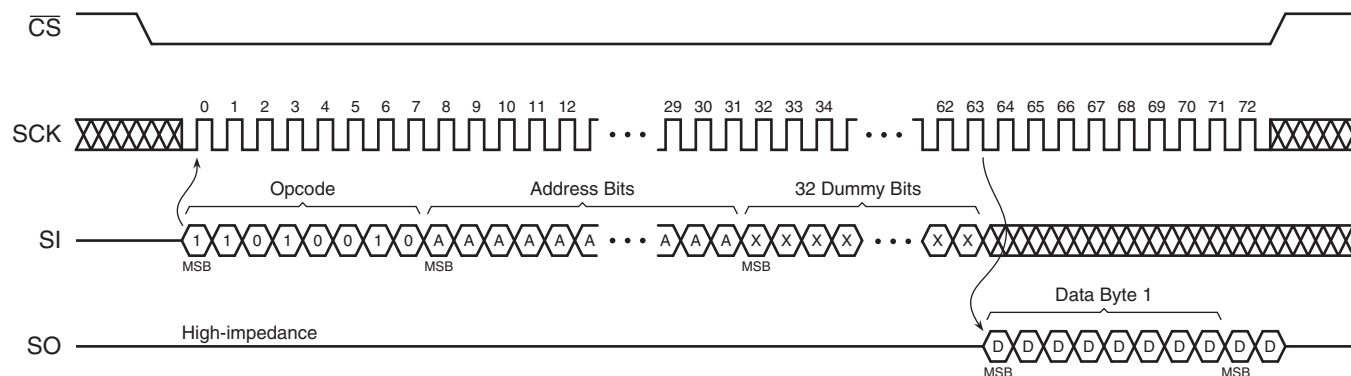 CS
0 1 2 3 4 5 6 7 8 9 10 11 12 29 30 31 32 33 34 62 63 64 65 66 67 68 69 70 71 72
SCK
Opcode Address Bits 32 Dummy Bits
SI 1 1 0 1 0 0 1 0 A A A A A A A A A X X X X X X
MSB MSB MSB
Data Byte 1
High-impedance
SO D D D D D D D D D D
MSB MSB